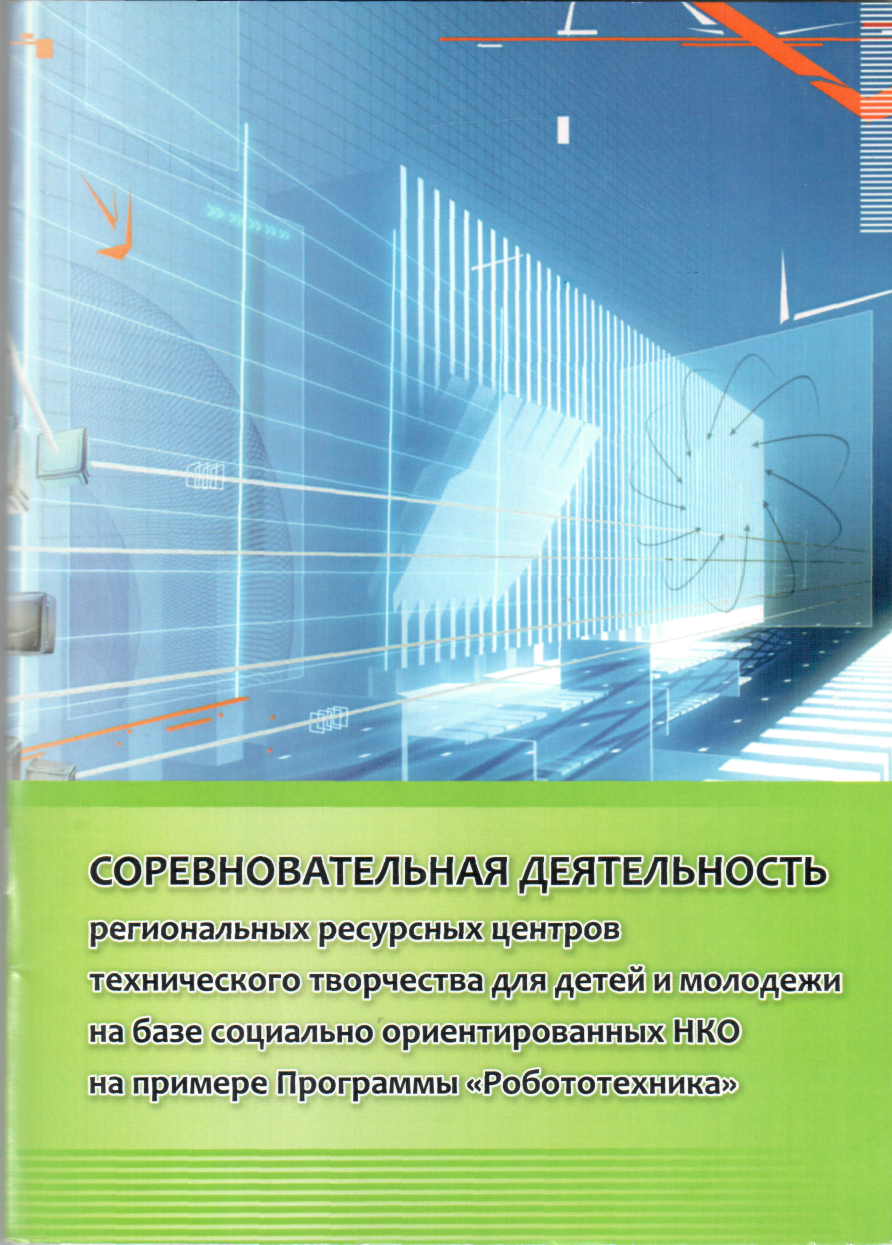 СОРЕВНОВАТЕЛЬНАЯ ДЕЯТЕЛЬНОСТЬ
региональных ресурсных центров
технического творчества для детей и молодежи
на базе социально ориентированных НКО
на примере Программы «Робототехника»